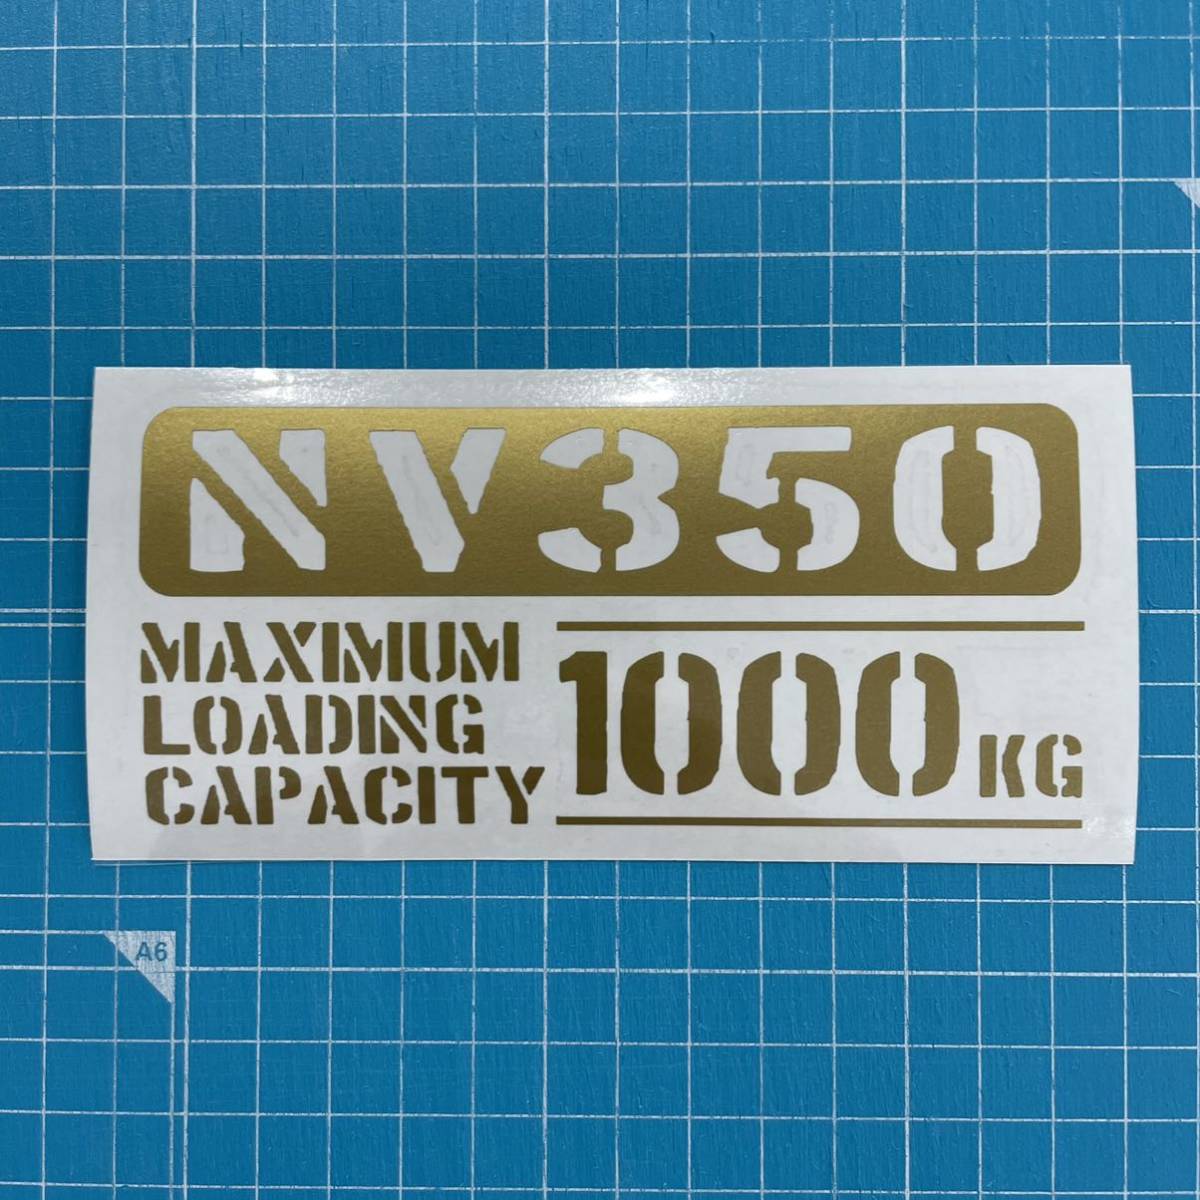 NV350
MAXIMUM
LOADING
CAPACITY
1000 KG
A6